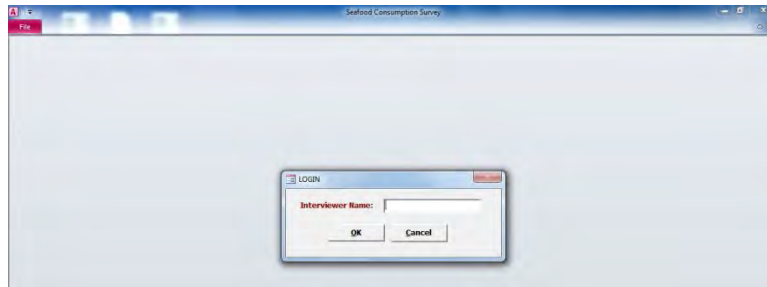 A
Seafood Consumption Survey
File
LOGIN
Interviewer Name:
OK
Cancel